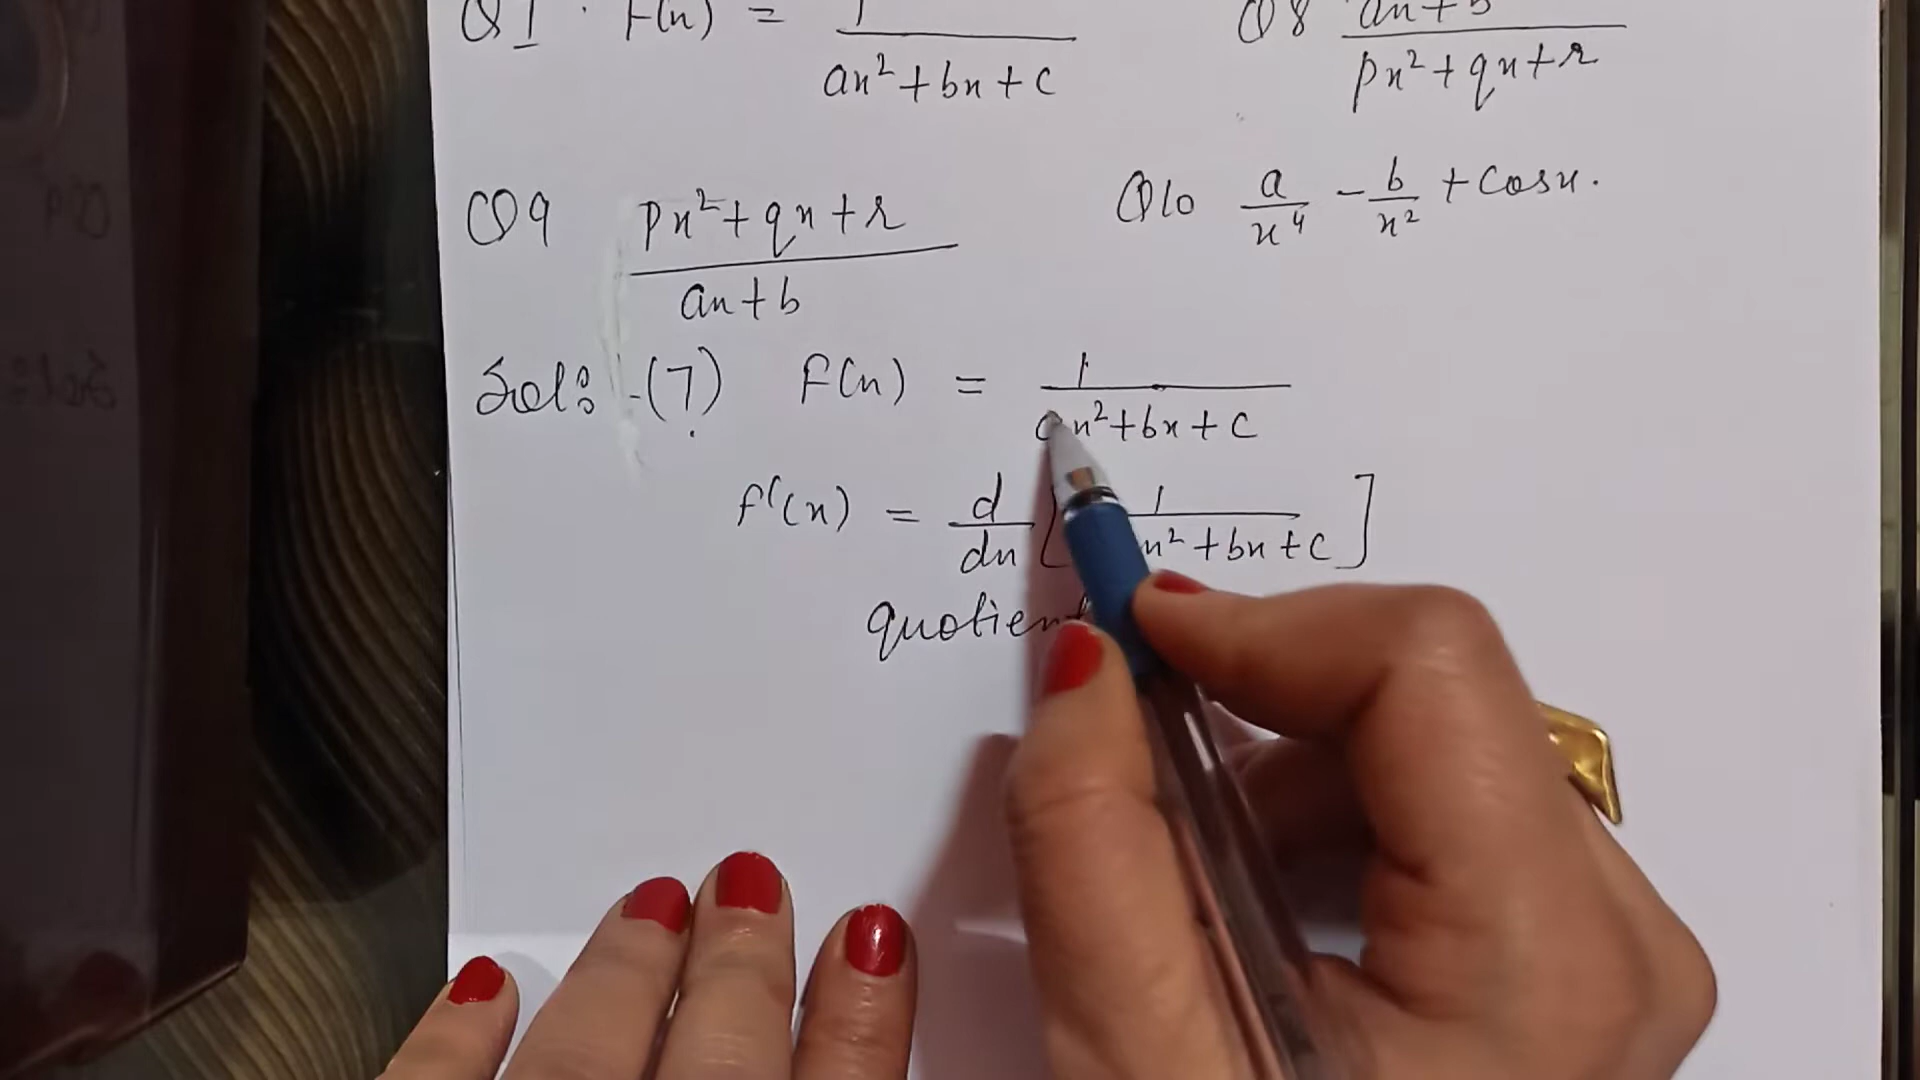 Q7. F(x) = 1/(ax²+bx+c)
Q8 (ax+b)/(px²+qx+r)
Q9 (px²+qx+r)/(ax+b)
Q10 a/x⁴ - b/x² + cosx.
Sol: -(7) F(x) = 1/(ax²+bx+c)
f'(x) = d/dx [1/(ax²+bx+c)]
quotient